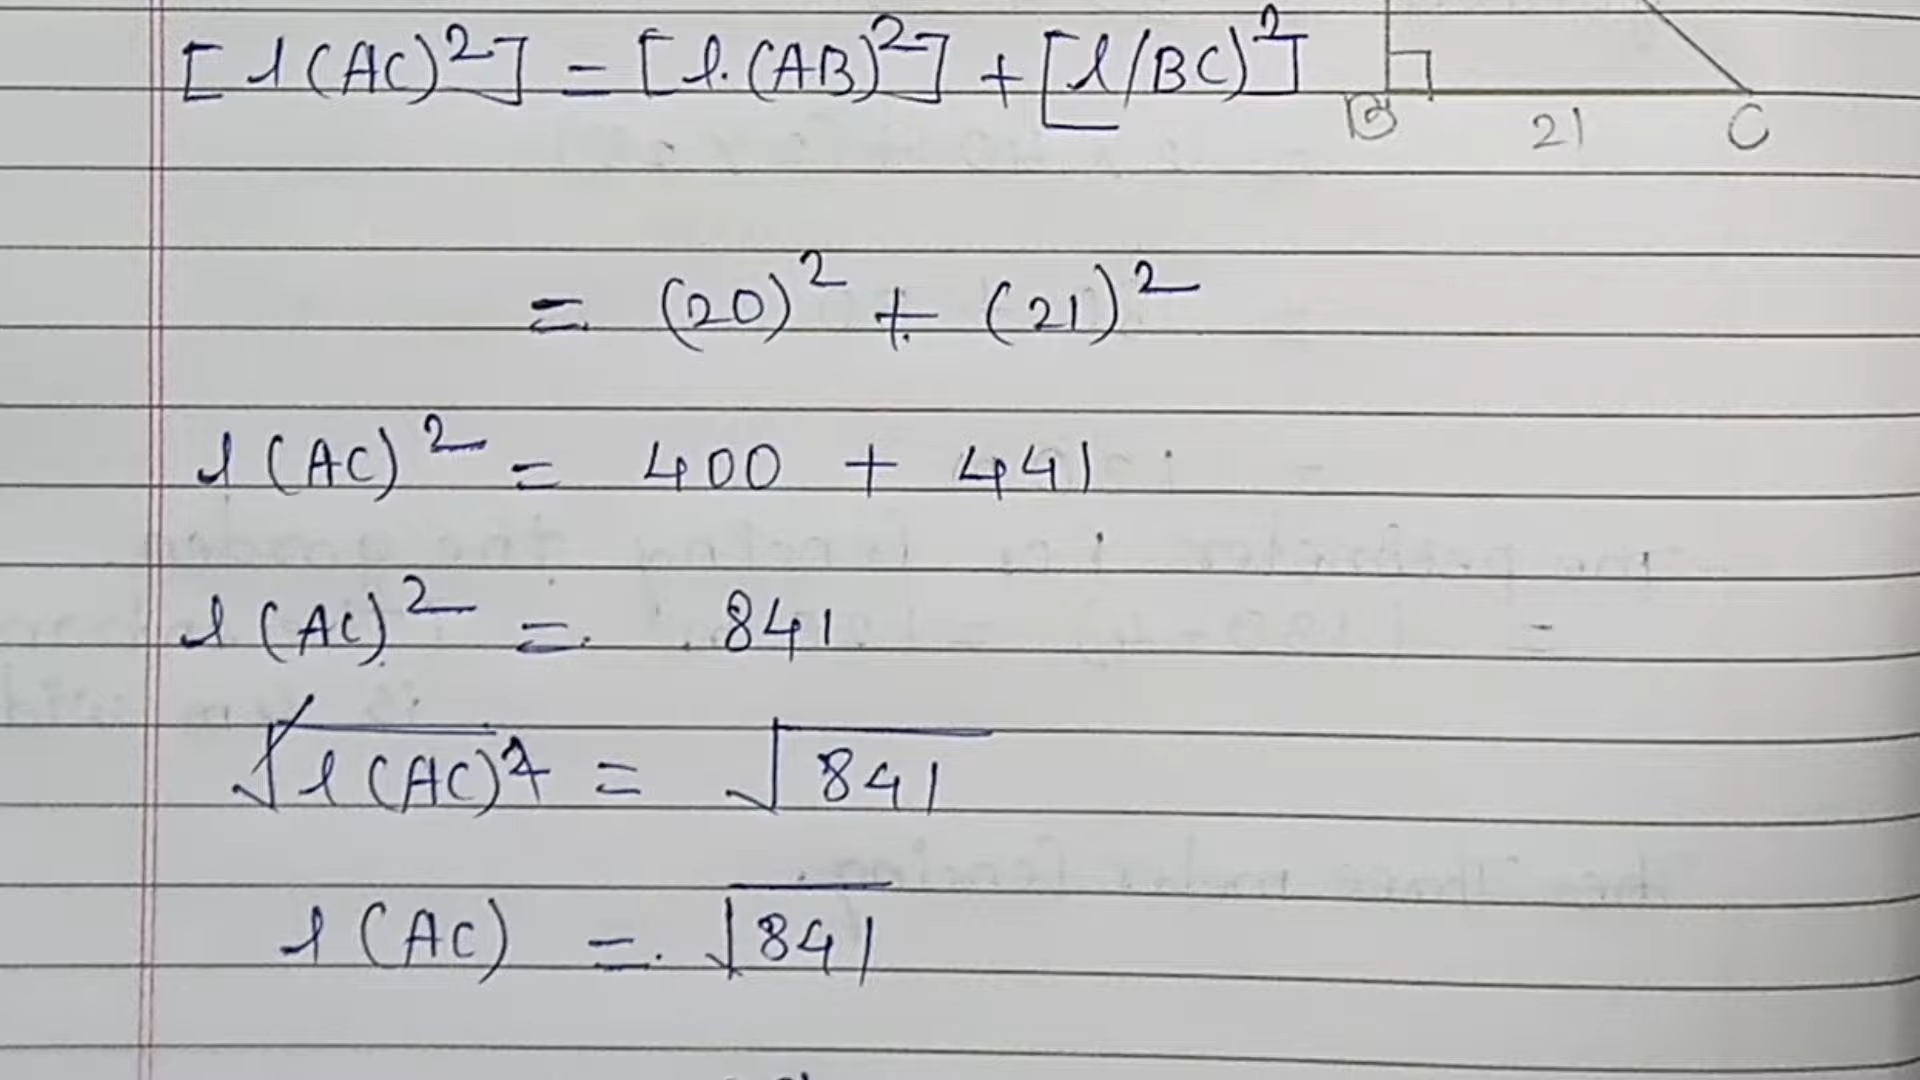 [l(AC)²] = [l.(AB)²] + [l(BC)²]
B 21 C
= (20)² + (21)²
l(AC)² = 400 + 441
l(AC)² = 841
√l(AC)² = √841
l(AC) = √841